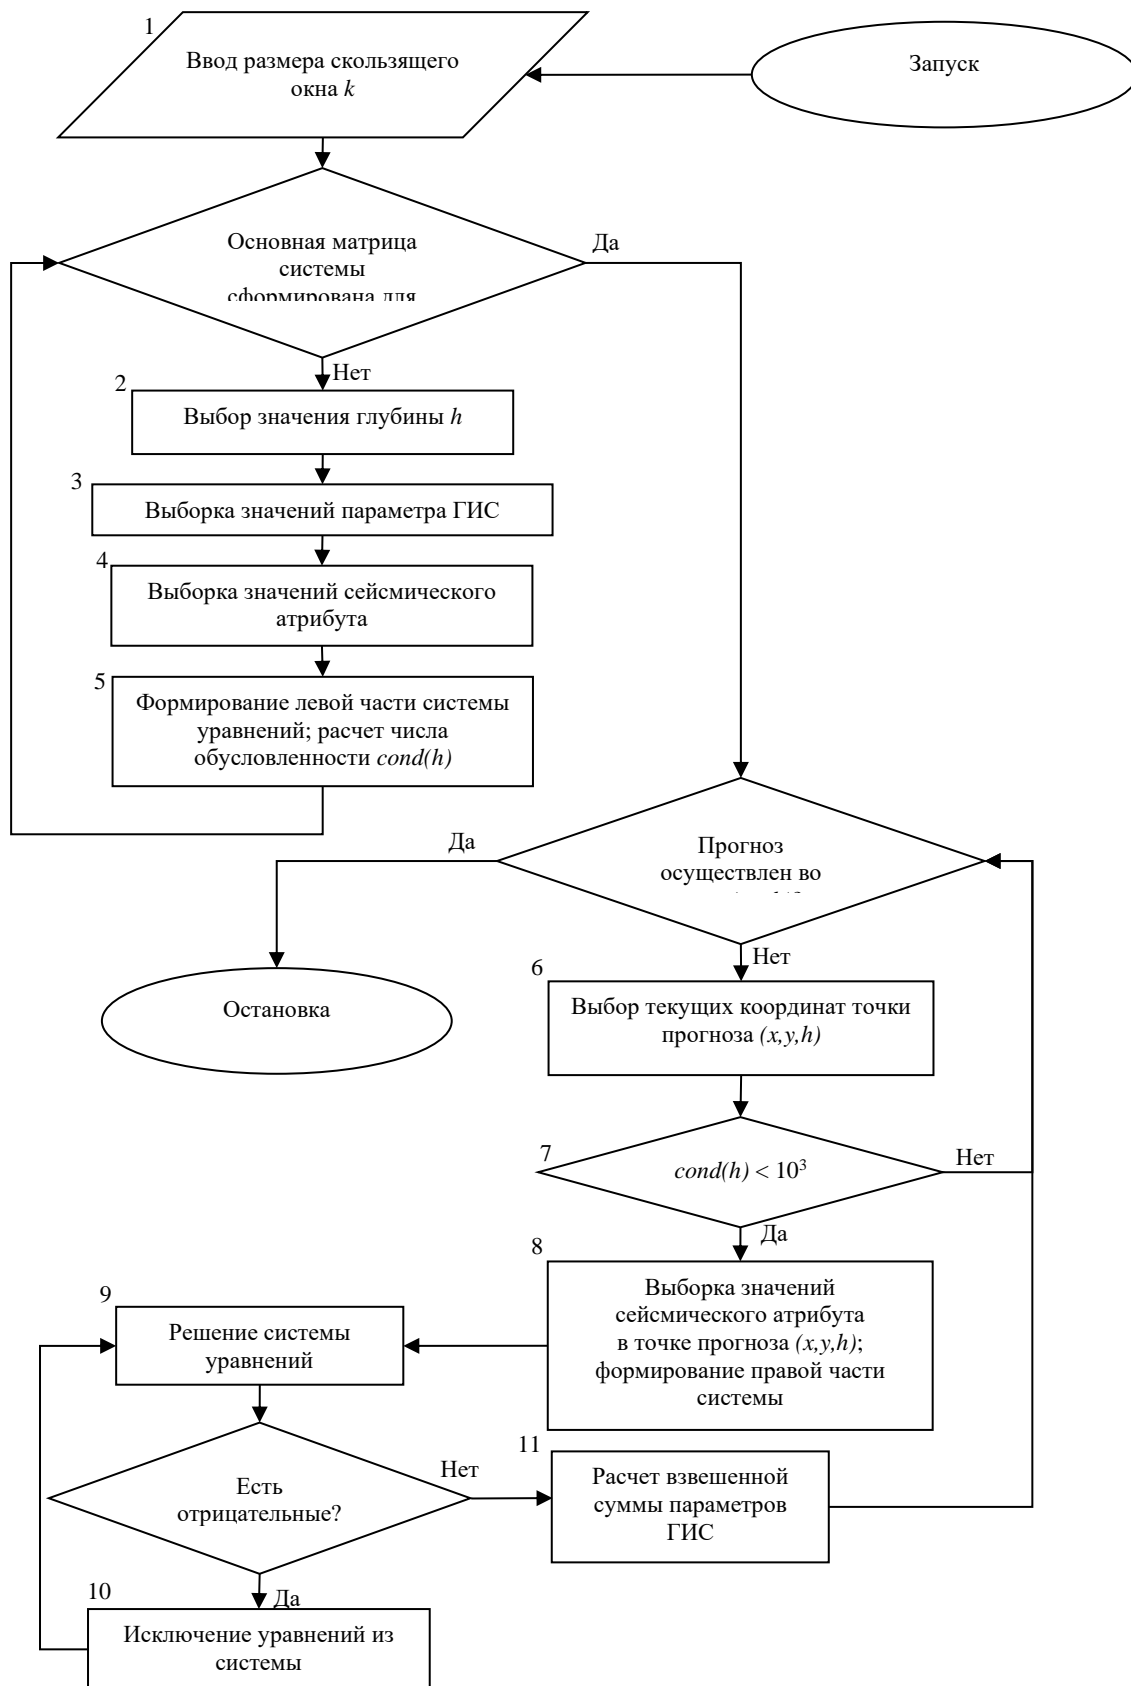 1
Ввод размера скользящего
окна k
Запуск
Основная матрица
системы
сформирована для
Да
Нет
2
Выбор значения глубины h
3
Выборка значений параметра ГИС
4
Выборка значений сейсмического
атрибута
5
Формирование левой части системы
уравнений; расчет числа
обусловленности cond(h)
Да
Прогноз
осуществлен во
Нет
Остановка
6
Выбор текущих координат точки
прогноза (x,y,h)
7
cond(h) < 10³
Нет
Да
8
Выборка значений
сейсмического атрибута
в точке прогноза (x,y,h);
формирование правой части
системы
9
Решение системы
уравнений
Есть
отрицательные?
Нет
11
Расчет взвешенной
суммы параметров
ГИС
Да
10
Исключение уравнений из
системы